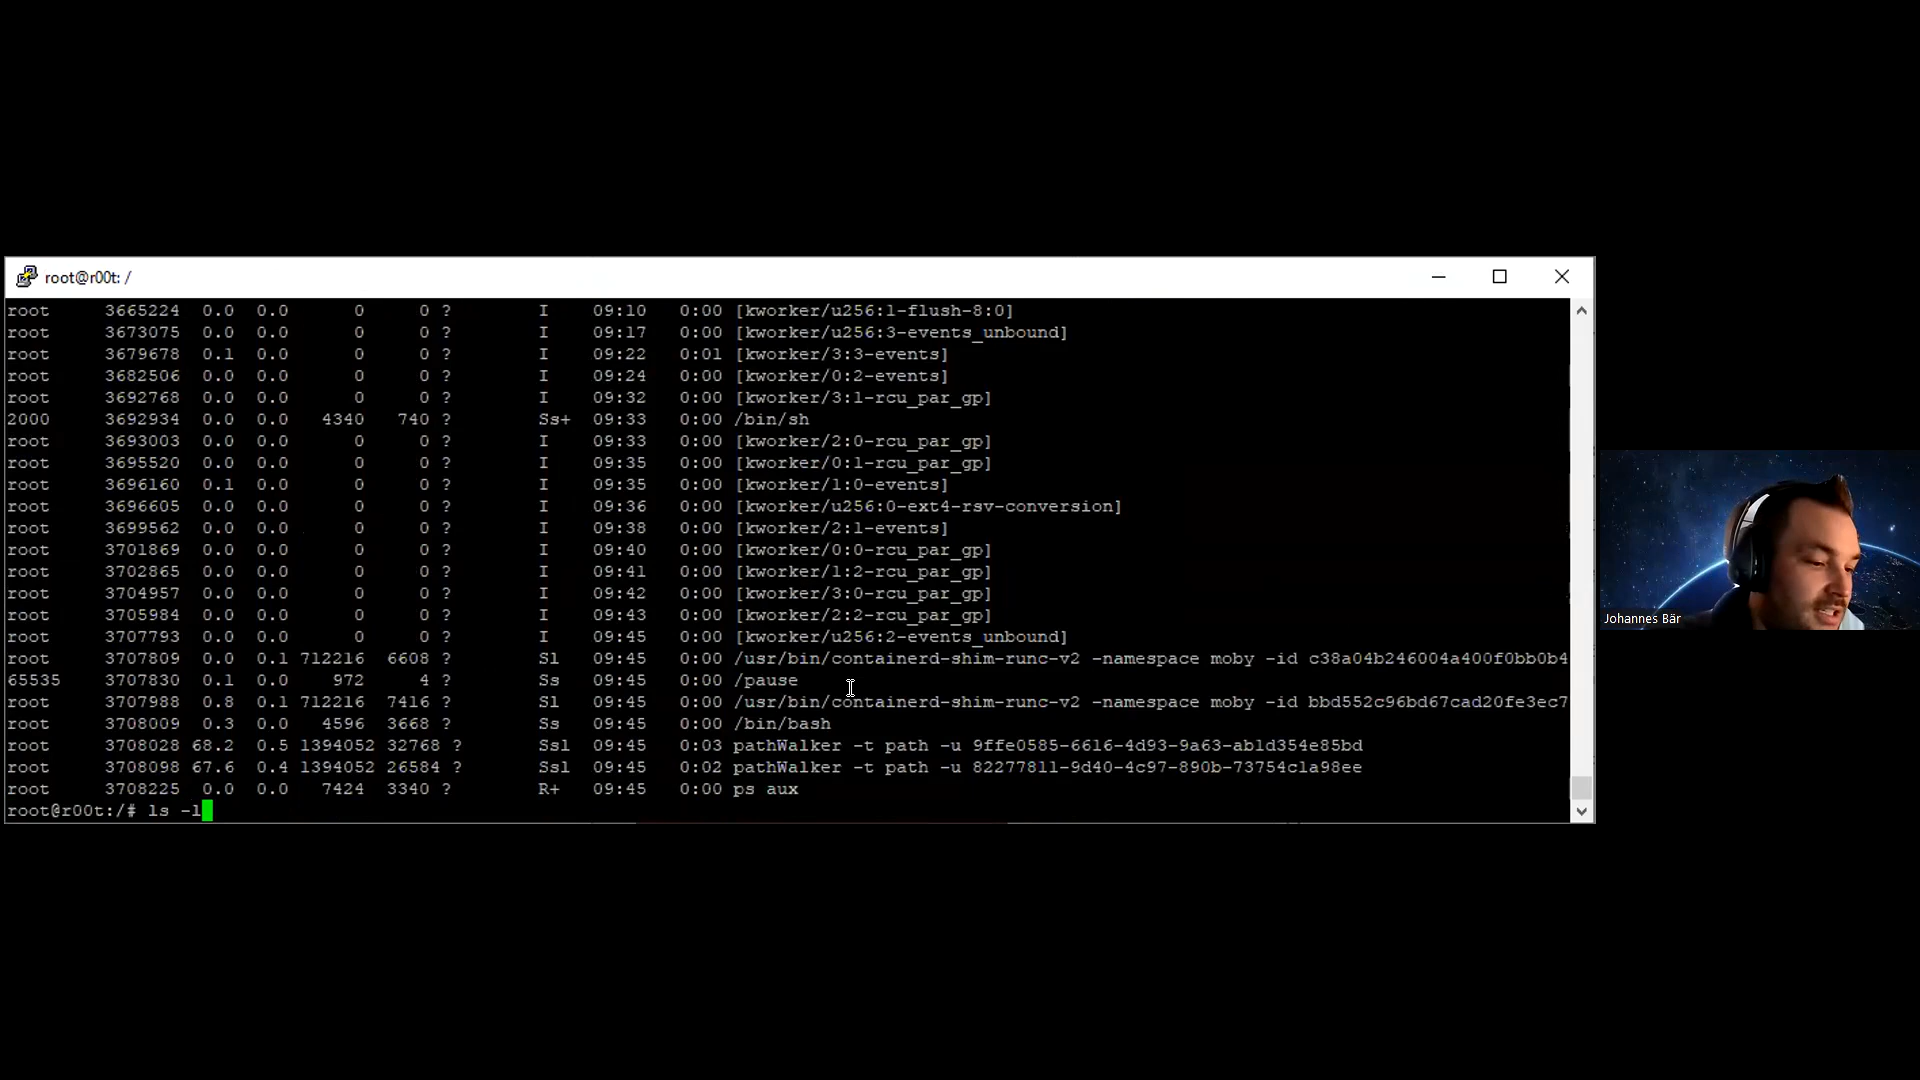 root@r00t: /
root 3665224 0.0 0.0 0 0 ? I 09:10 0:00 [kworker/u256:1-flush-8:0]
root 3673075 0.0 0.0 0 0 ? I 09:17 0:00 [kworker/u256:3-events_unbound]
root 3679678 0.1 0.0 0 0 ? I 09:22 0:01 [kworker/3:3-events]
root 3682506 0.0 0.0 0 0 ? I 09:24 0:00 [kworker/0:2-events]
root 3692768 0.0 0.0 0 0 ? I 09:32 0:00 [kworker/3:1-rcu_par_gp]
2000 3692934 0.0 0.0 4340 740 ? Ss+ 09:33 0:00 /bin/sh
root 3693003 0.0 0.0 0 0 ? I 09:33 0:00 [kworker/2:0-rcu_par_gp]
root 3695520 0.0 0.0 0 0 ? I 09:35 0:00 [kworker/0:1-rcu_par_gp]
root 3696160 0.1 0.0 0 0 ? I 09:35 0:00 [kworker/1:0-events]
root 3696605 0.0 0.0 0 0 ? I 09:36 0:00 [kworker/u256:0-ext4-rsv-conversion]
root 3699562 0.0 0.0 0 0 ? I 09:38 0:00 [kworker/2:1-events]
root 3701869 0.0 0.0 0 0 ? I 09:40 0:00 [kworker/0:0-rcu_par_gp]
root 3702865 0.0 0.0 0 0 ? I 09:41 0:00 [kworker/1:2-rcu_par_gp]
root 3704957 0.0 0.0 0 0 ? I 09:42 0:00 [kworker/3:0-rcu_par_gp]
root 3705984 0.0 0.0 0 0 ? I 09:43 0:00 [kworker/2:2-rcu_par_gp]
root 3707793 0.0 0.0 0 0 ? I 09:45 0:00 [kworker/u256:2-events_unbound]
root 3707809 0.0 0.1 712216 6608 ? Sl 09:45 0:00 /usr/bin/containerd-shim-runc-v2 -namespace moby -id c38a04b246004a400f0bb0b4
65535 3707830 0.1 0.0 972 4 ? Ss 09:45 0:00 /pause
root 3707988 0.8 0.1 712216 7416 ? Sl 09:45 0:00 /usr/bin/containerd-shim-runc-v2 -namespace moby -id bbd552c96bd67cad20fe3ec7
root 3708009 0.3 0.0 4596 3668 ? Ss 09:45 0:00 /bin/bash
root 3708028 68.2 0.5 1394052 32768 ? Ssl 09:45 0:03 pathWalker -t path -u 9ffe0585-6616-4d93-9a63-ab1d354e85bd
root 3708098 67.6 0.4 1394052 26584 ? Ssl 09:45 0:02 pathWalker -t path -u 82277811-9d40-4c97-890b-73754c1a98ee
root 3708225 0.0 0.0 7424 3340 ? R+ 09:45 0:00 ps aux
root@r00t:/# ls -l
Johannes Bär